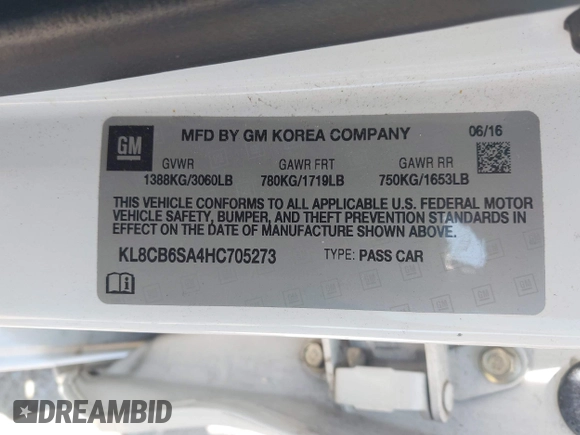 GM
MFD BY GM KOREA COMPANY 06/16
GVWR GAWR FRT GAWR RR
1388KG/3060LB 780KG/1719LB 750KG/1653LB
THIS VEHICLE CONFORMS TO ALL APPLICABLE U.S. FEDERAL MOTOR
VEHICLE SAFETY, BUMPER, AND THEFT PREVENTION STANDARDS IN
EFFECT ON THE DATE OF MANUFACTURE SHOWN ABOVE.
KL8CB6SA4HC705273 TYPE: PASS CAR
DREAMBID